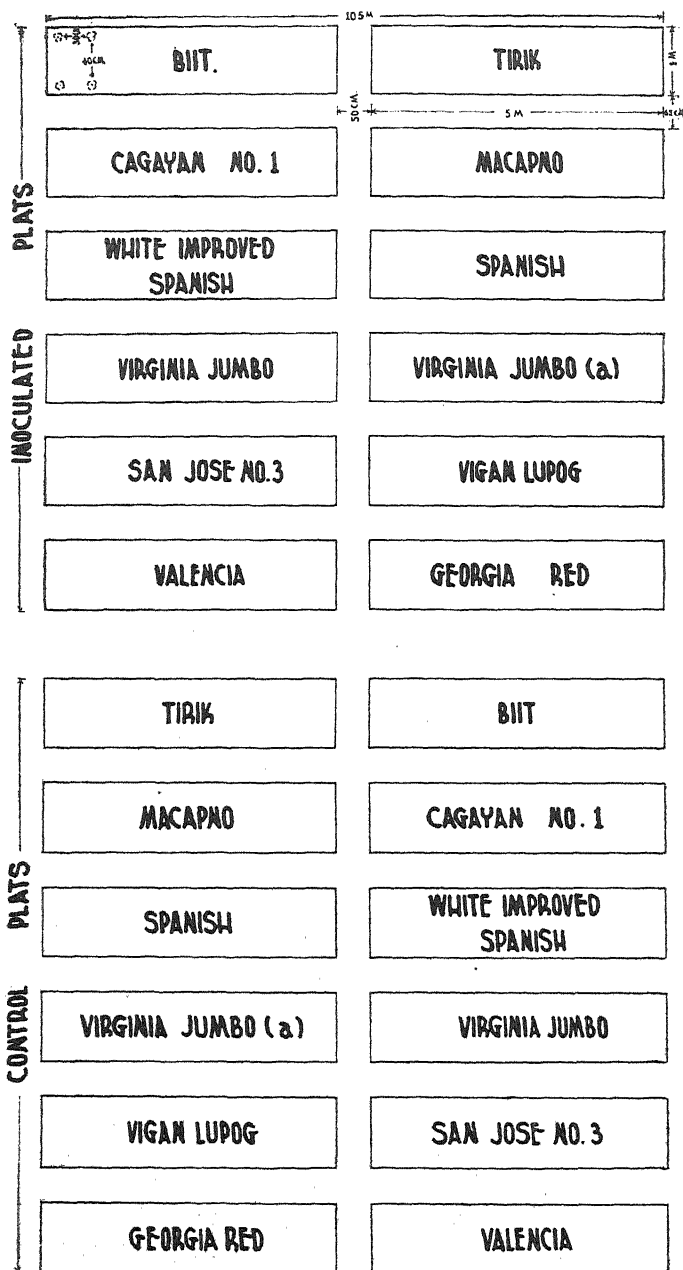 10.5 M
BIIT.
TIRIK
60CM.
1 M
50 CM.
5 M
CAGAYAN NO. 1
MACAPNO
WHITE IMPROVED
SPANISH
SPANISH
VIRGINIA JUMBO
VIRGINIA JUMBO (a)
SAN JOSE NO.3
VIGAN LUPOG
VALENCIA
GEORGIA RED
INOCULATED PLATS
TIRIK
BIIT
MACAPNO
CAGAYAN NO. 1
SPANISH
WHITE IMPROVED
SPANISH
VIRGINIA JUMBO (a)
VIRGINIA JUMBO
VIGAN LUPOG
SAN JOSE NO. 3
GEORGIA RED
VALENCIA
CONTROL PLATS